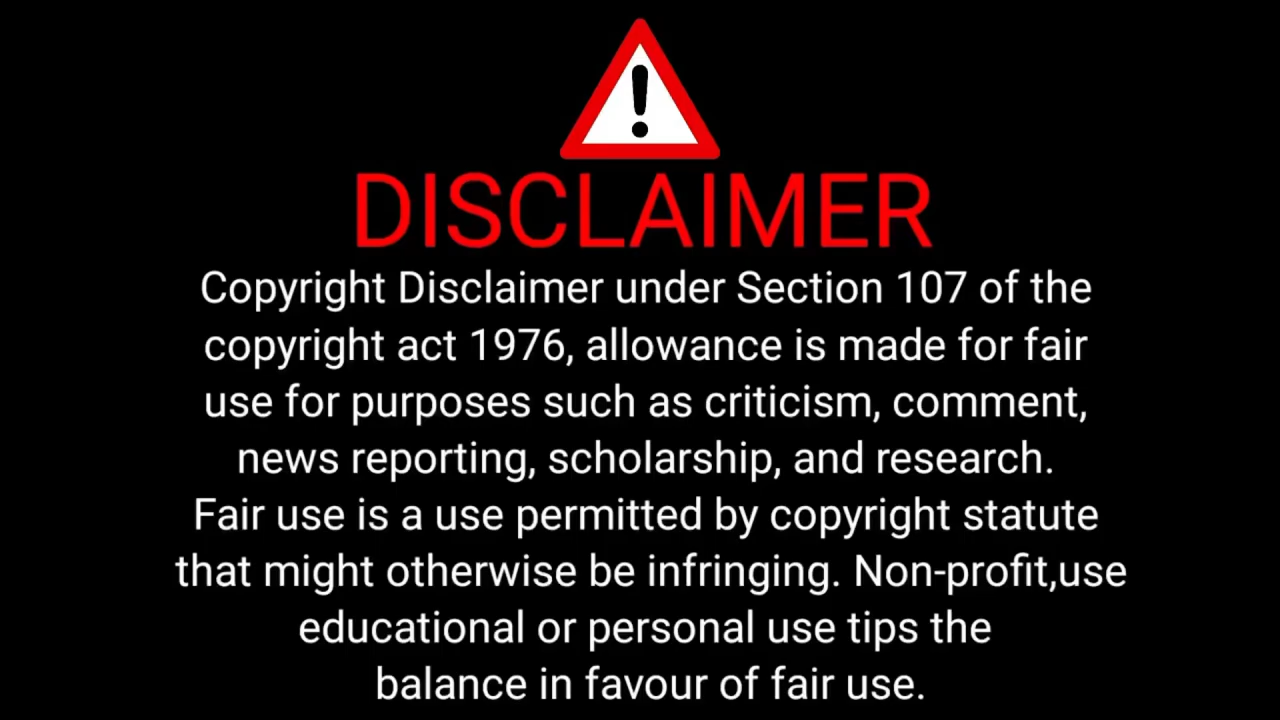 DISCLAIMER
Copyright Disclaimer under Section 107 of the
copyright act 1976, allowance is made for fair
use for purposes such as criticism, comment,
news reporting, scholarship, and research.
Fair use is a use permitted by copyright statute
that might otherwise be infringing. Non-profit,use
educational or personal use tips the
balance in favour of fair use.